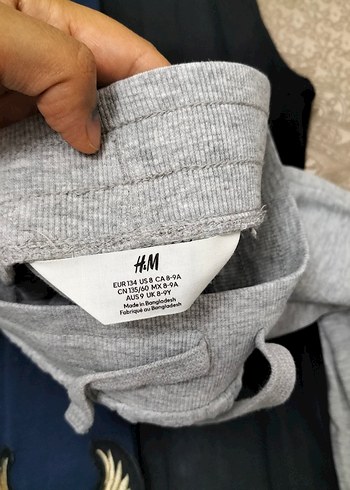 H&M
EUR 134 US 8 CA 8-9A
CN 135/60 MX 8-9A
AUS 9 UK 8-9Y
Made in Bangladesh
Fabriqué au Bangladesh